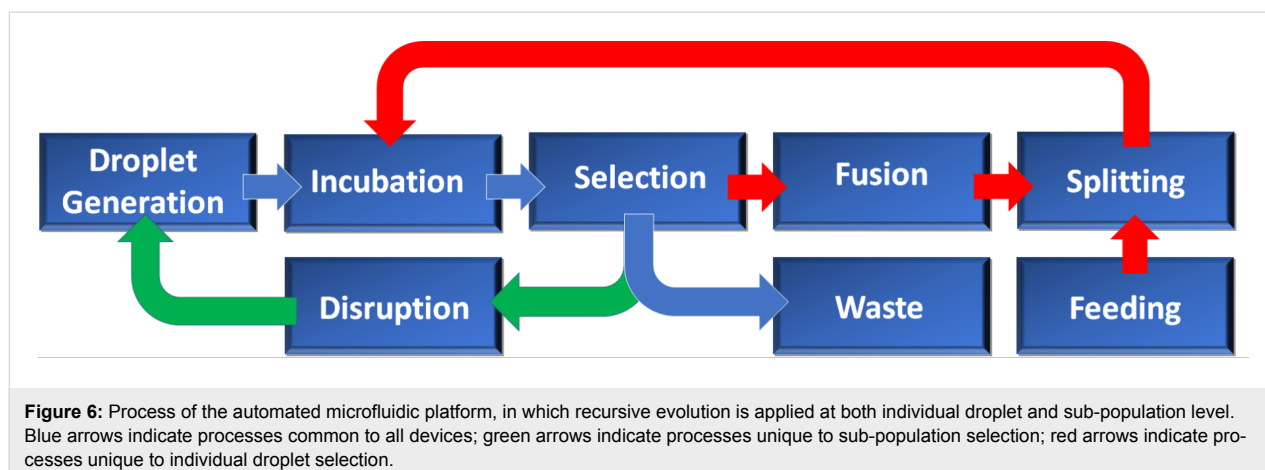 Droplet
Generation
Incubation
Selection
Fusion
Splitting
Disruption
Waste
Feeding
Figure 6: Process of the automated microfluidic platform, in which recursive evolution is applied at both individual droplet and sub-population level.
Blue arrows indicate processes common to all devices; green arrows indicate processes unique to sub-population selection; red arrows indicate pro-
cesses unique to individual droplet selection.